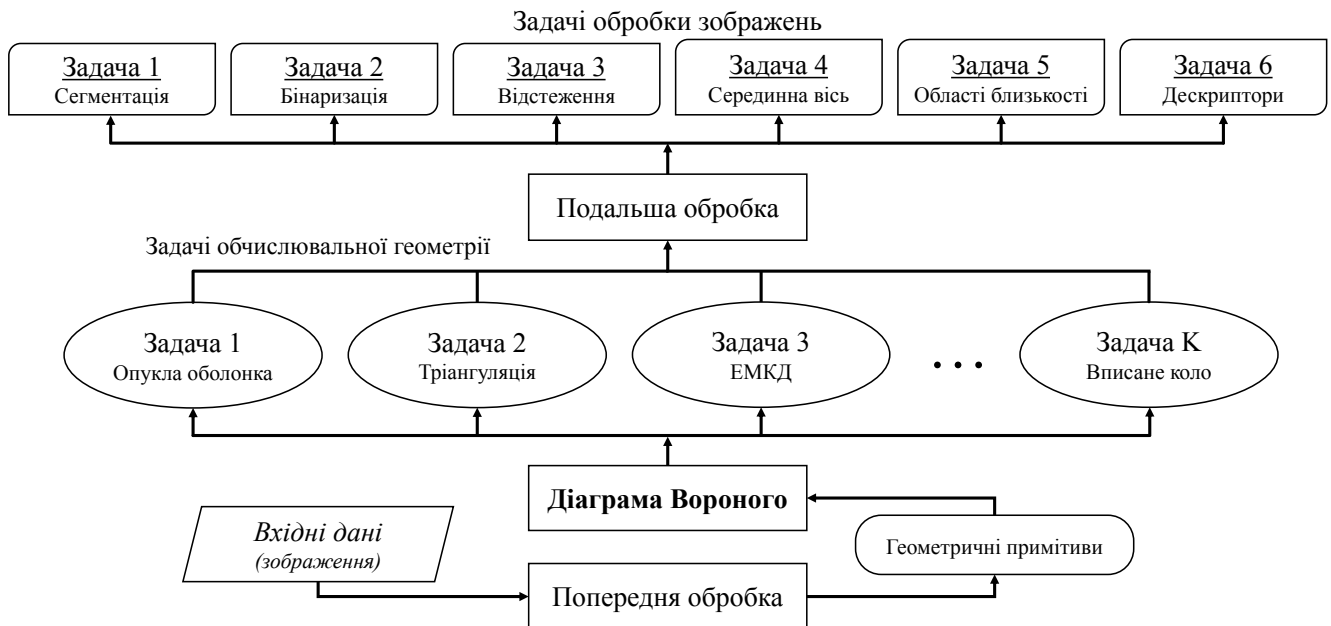 Задачі обробки зображень
Задача 1
Сегментація
Задача 2
Бінаризація
Задача 3
Відстеження
Задача 4
Серединна вісь
Задача 5
Області близькості
Задача 6
Дескриптори
Подальша обробка
Задачі обчислювальної геометрії
Задача 1
Опукла оболонка
Задача 2
Тріангуляція
Задача 3
ЕМКД
• • •
Задача K
Вписане коло
Діаграма Вороного
Вхідні дані
(зображення)
Геометричні примітиви
Попередня обробка